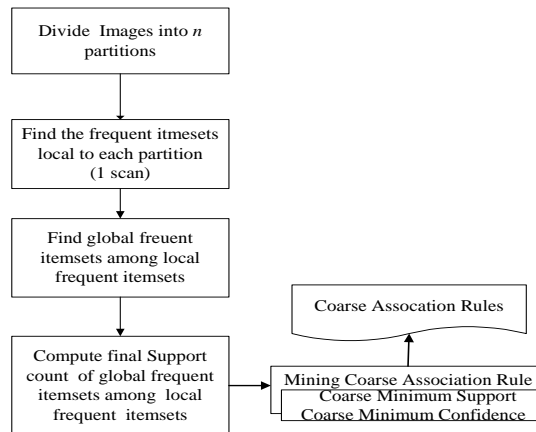 Divide Images into n
partitions
Find the frequent itmesets
local to each partition
(1 scan)
Find global freuent
itemsets among local
frequent itemsets
Compute final Support
count of global frequent
itemsets among local
frequent itemsets
Coarse Assocation Rules
Mining Coarse Association Rule
Coarse Minimum Support
Coarse Minimum Confidence